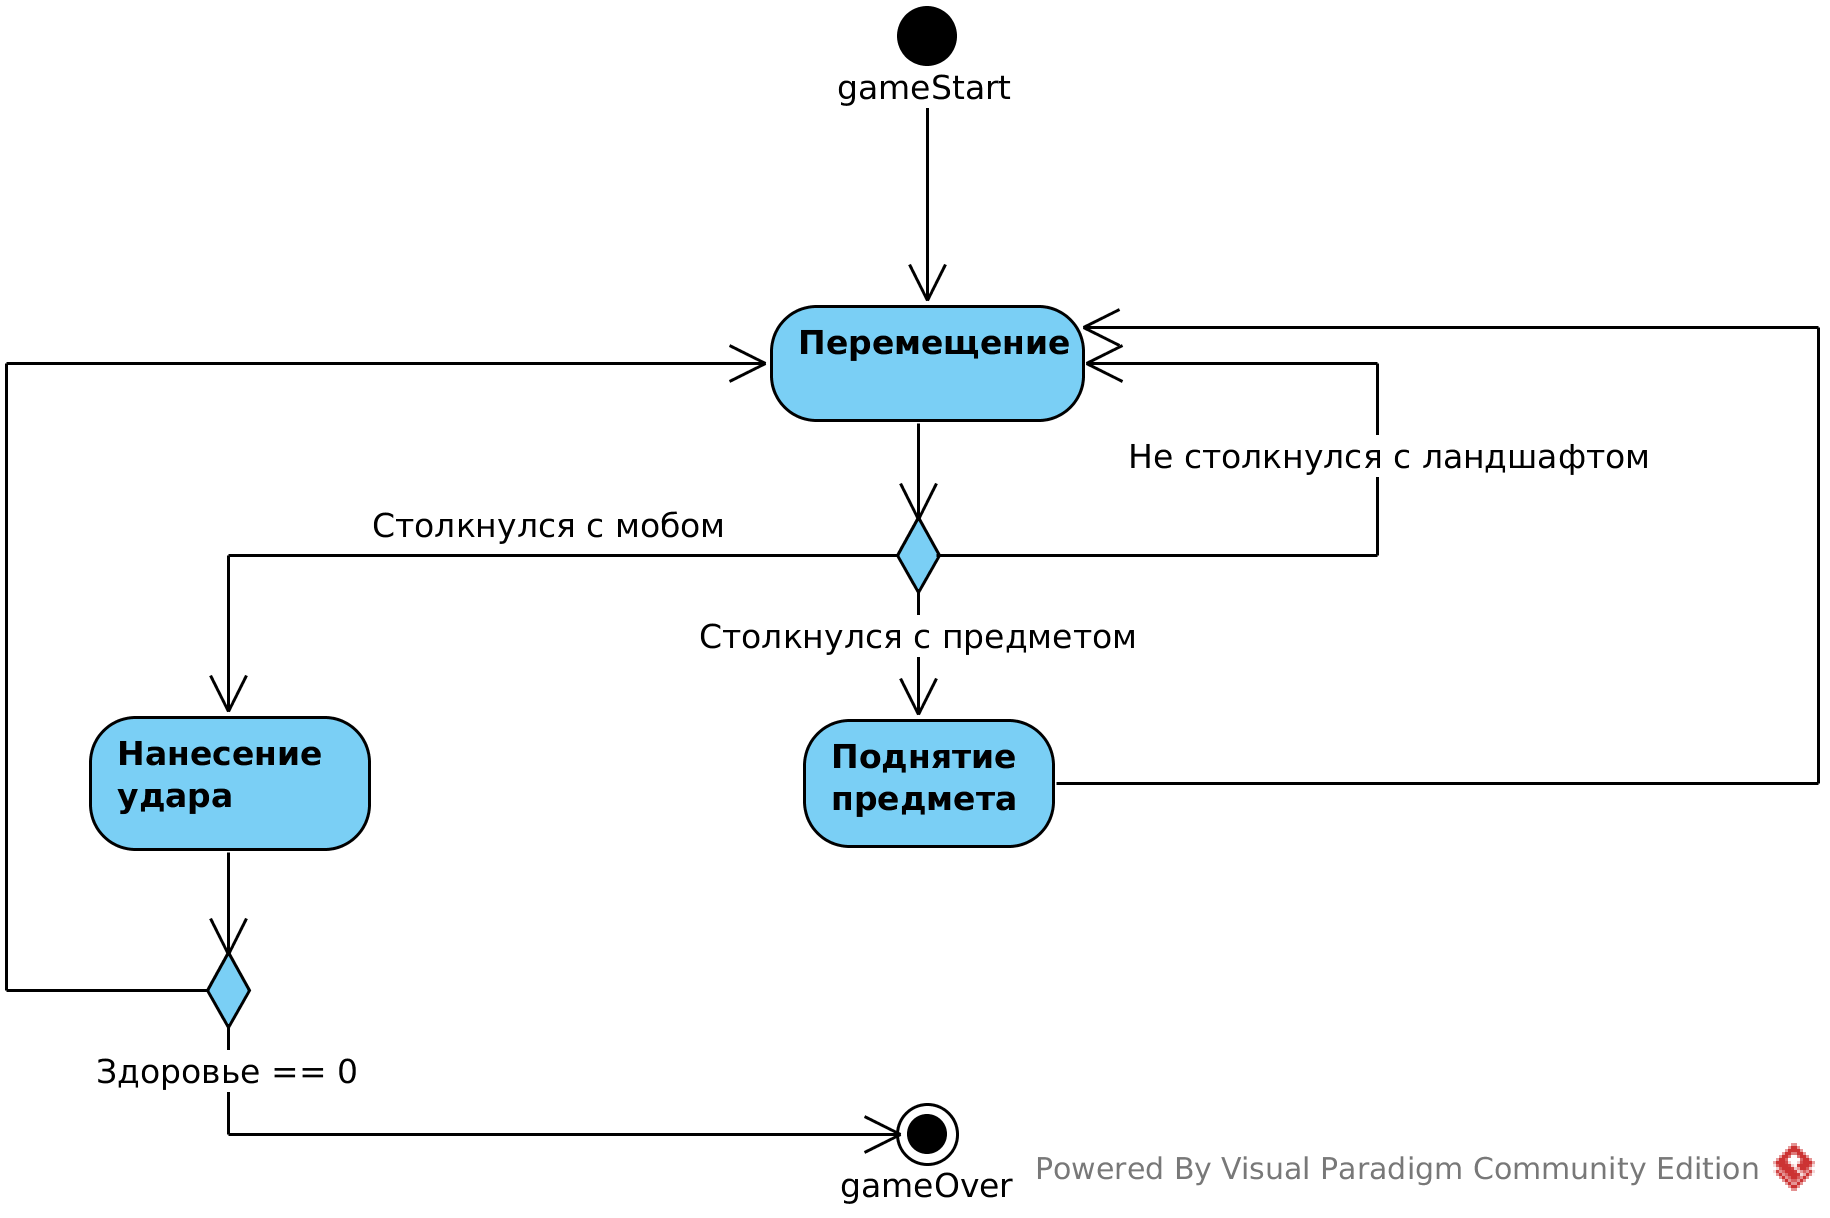 gameStart
Перемещение
Не столкнулся с ландшафтом
Столкнулся с мобом
Столкнулся с предметом
Нанесение
удара
Поднятие
предмета
Здоровье == 0
gameOver
Powered By Visual Paradigm Community Edition